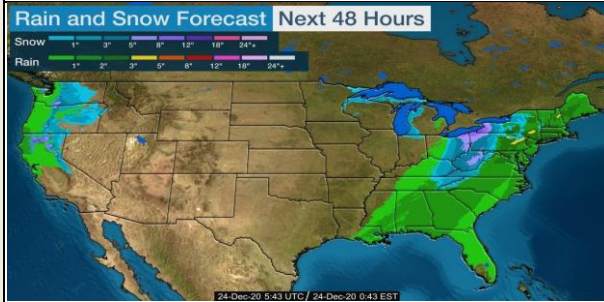 Rain and Snow Forecast Next 48 Hours
Snow
1" 3" 5" 8" 12" 18" 24"+
Rain
1" 2" 3" 5" 8" 12" 18" 24"+
24-Dec-20 5:43 UTC / 24-Dec-20 0:43 EST